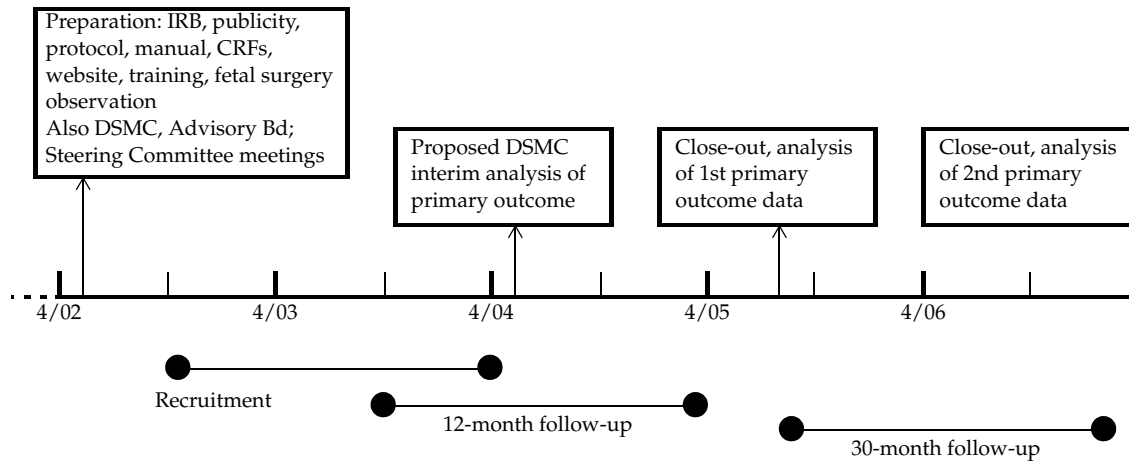 Preparation: IRB, publicity,
protocol, manual, CRFs,
website, training, fetal surgery
observation
Also DSMC, Advisory Bd;
Steering Committee meetings
Proposed DSMC
interim analysis of
primary outcome
Close-out, analysis
of 1st primary
outcome data
Close-out, analysis
of 2nd primary
outcome data
4/02
4/03
4/04
4/05
4/06
Recruitment
12-month follow-up
30-month follow-up